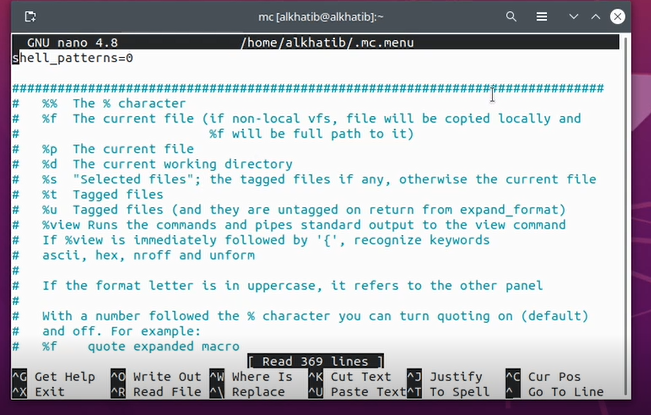 mc [alkhatib@alkhatib]:~
GNU nano 4.8 /home/alkhatib/.mc.menu
shell_patterns=0
##############################################################################
# %% The % character
# %f The current file (if non-local vfs, file will be copied locally and
# %f will be full path to it)
# %p The current file
# %d The current working directory
# %s "Selected files"; the tagged files if any, otherwise the current file
# %t Tagged files
# %u Tagged files (and they are untagged on return from expand_format)
# %view Runs the commands and pipes standard output to the view command
# If %view is immediately followed by '{', recognize keywords
# ascii, hex, nroff and unform
#
# If the format letter is in uppercase, it refers to the other panel
#
# With a number followed the % character you can turn quoting on (default)
# and off. For example:
# %f quote expanded macro
[ Read 369 lines ]
^G Get Help ^O Write Out ^W Where Is ^K Cut Text ^J Justify ^C Cur Pos
^X Exit ^R Read File ^\ Replace ^U Paste Text ^T To Spell ^_ Go To Line